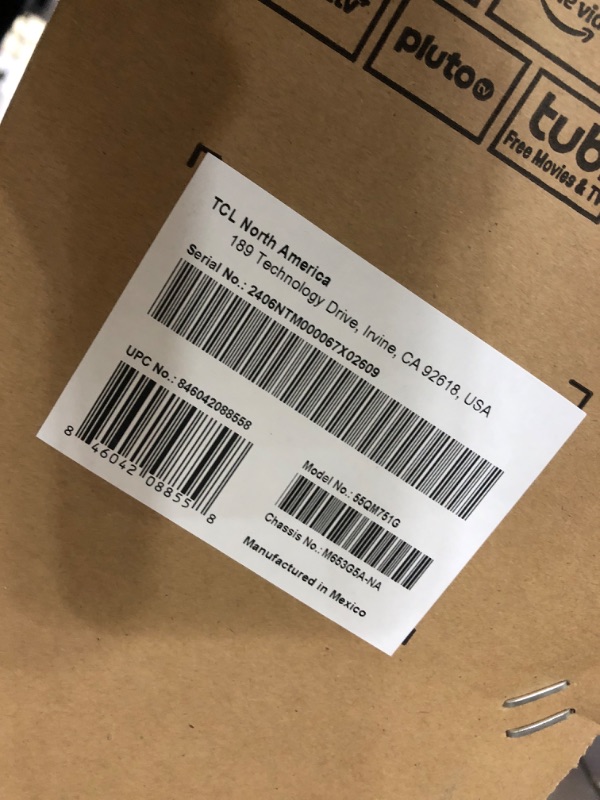 pluto tv
Free Movies & TV
TCL North America
189 Technology Drive, Irvine, CA 92618, USA
Serial No.: 2406NTM000067X02609
UPC No.: 846042088558
8 46042 08855 8
Model No.: 55QM751G
Chassis No.: M653G5A-NA
Manufactured in Mexico